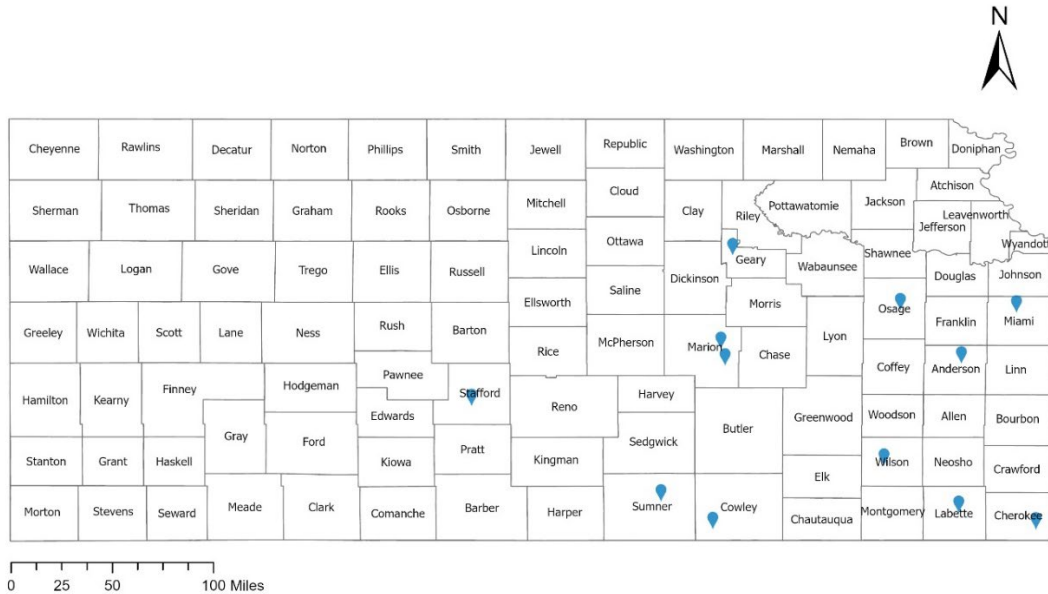 N
Cheyenne Rawlins Decatur Norton Phillips Smith Jewell Republic Washington Marshall Nemaha Brown Doniphan
Atchison
Sherman Thomas Sheridan Graham Rooks Osborne Mitchell Cloud Clay Riley Pottawatomie Jackson Jefferson Leavenworth
Wyandott
Wallace Logan Gove Trego Ellis Russell Lincoln Ottawa Dickinson Geary Wabaunsee Shawnee Douglas Johnson
Ellsworth Saline Morris Osage
Greeley Wichita Scott Lane Ness Rush Barton Rice McPherson Marion Chase Lyon Franklin Miami
Coffey Anderson Linn
Hamilton Kearny Finney Hodgeman Pawnee Stafford Edwards Reno Harvey Butler Greenwood Woodson Allen Bourbon
Gray Ford Kiowa Pratt Kingman Sedgwick
Stanton Grant Haskell Elk Wilson Neosho Crawford
Morton Stevens Seward Meade Clark Comanche Barber Harper Sumner Cowley Chautauqua Montgomery Labette Cherokee
0 25 50 100 Miles